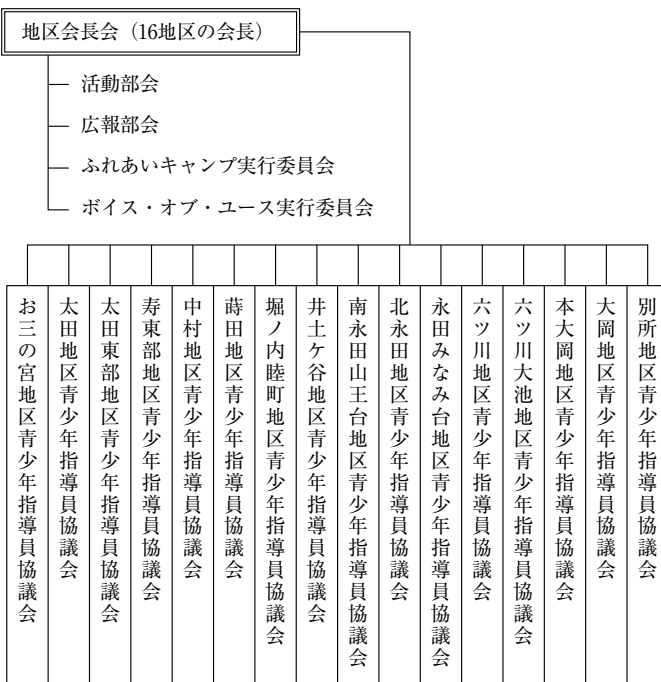 地区会長会（16地区の会長）
活動部会
広報部会
ふれあいキャンプ実行委員会
ボイス・オブ・ユース実行委員会
お三の宮地区青少年指導員協議会
太田地区青少年指導員協議会
太田東部地区青少年指導員協議会
寿東部地区青少年指導員協議会
中村地区青少年指導員協議会
蒔田地区青少年指導員協議会
堀ノ内睦町地区青少年指導員協議会
井土ケ谷地区青少年指導員協議会
南永田山王台地区青少年指導員協議会
北永田地区青少年指導員協議会
永田みなみ台地区青少年指導員協議会
六ツ川地区青少年指導員協議会
六ツ川大池地区青少年指導員協議会
本大岡地区青少年指導員協議会
大岡地区青少年指導員協議会
別所地区青少年指導員協議会